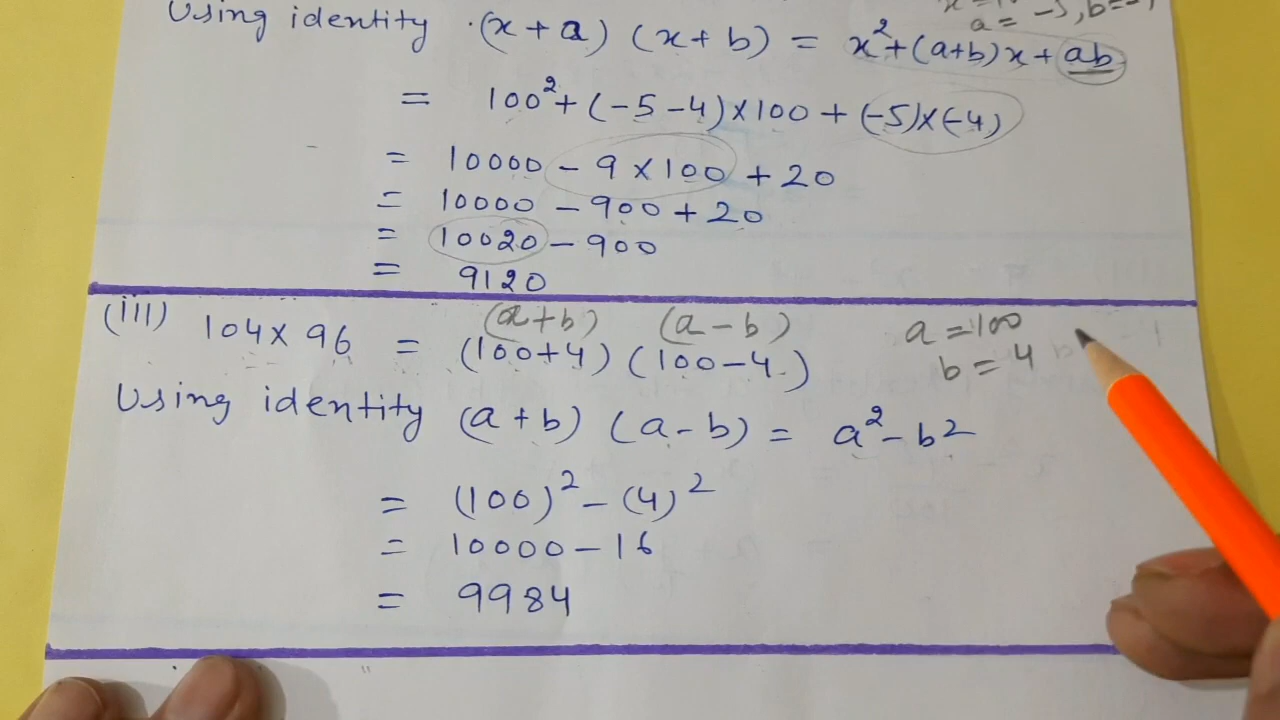 a = -5, b = -
Using identity (x + a) (x + b) = x² + (a+b) x + ab
= 100² + (-5 - 4) × 100 + (-5) × (-4)
= 10000 - 9 × 100 + 20
= 10000 - 900 + 20
= 10020 - 900
= 9120
(a+b) (a-b) a = 100
(iii) 104 × 96 = (100+4) (100-4) b = 4
Using identity (a + b) (a - b) = a² - b²
= (100)² - (4)²
= 10000 - 16
= 9984